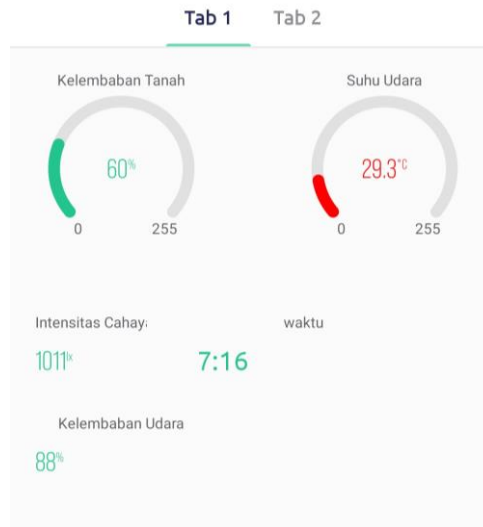 Tab 1 Tab 2
Kelembaban Tanah Suhu Udara
60% 29.3°C
0 255 0 255
Intensitas Cahay waktu
1011lx 7:16
Kelembaban Udara
88%